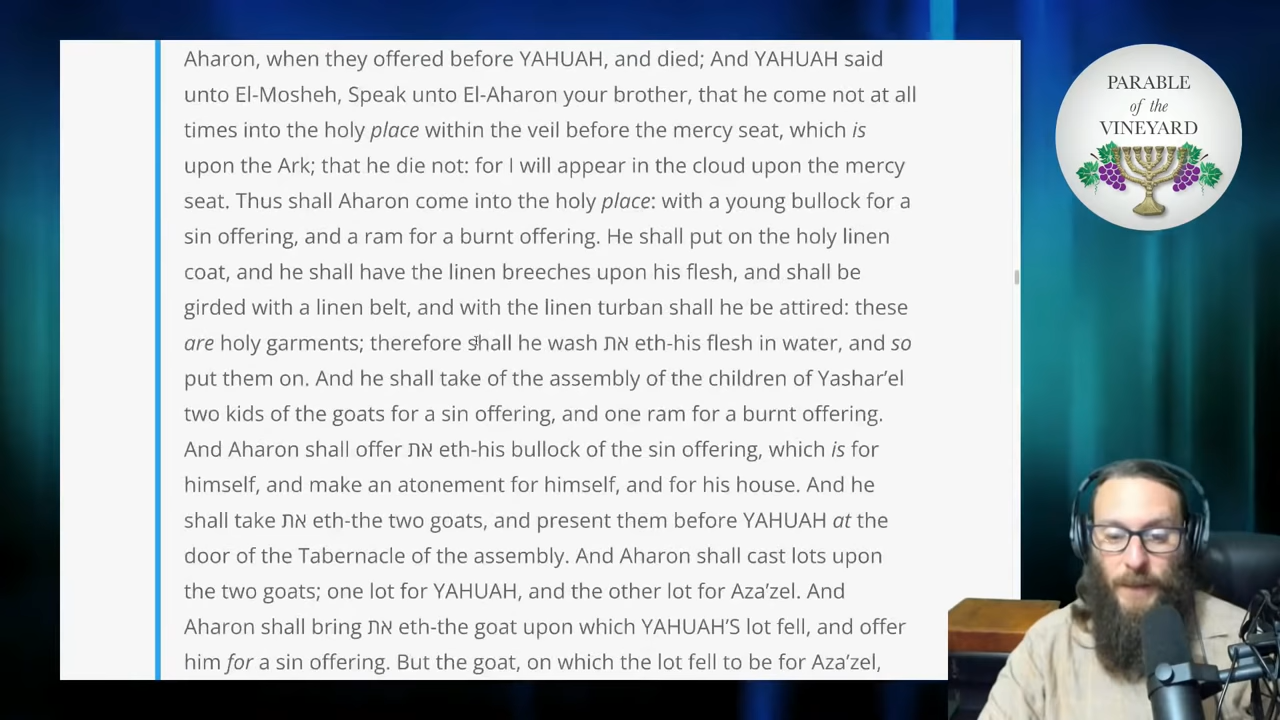 Aharon, when they offered before YAHUAH, and died; And YAHUAH said
unto El-Mosheh, Speak unto El-Aharon your brother, that he come not at all
times into the holy place within the veil before the mercy seat, which is
upon the Ark; that he die not: for I will appear in the cloud upon the mercy
seat. Thus shall Aharon come into the holy place: with a young bullock for a
sin offering, and a ram for a burnt offering. He shall put on the holy linen
coat, and he shall have the linen breeches upon his flesh, and shall be
girded with a linen belt, and with the linen turban shall he be attired: these
are holy garments; therefore shall he wash את eth-his flesh in water, and so
put them on. And he shall take of the assembly of the children of Yashar’el
two kids of the goats for a sin offering, and one ram for a burnt offering.
And Aharon shall offer את eth-his bullock of the sin offering, which is for
himself, and make an atonement for himself, and for his house. And he
shall take את eth-the two goats, and present them before YAHUAH at the
door of the Tabernacle of the assembly. And Aharon shall cast lots upon
the two goats; one lot for YAHUAH, and the other lot for Aza’zel. And
Aharon shall bring את eth-the goat upon which YAHUAH’S lot fell, and offer
him for a sin offering. But the goat, on which the lot fell to be for Aza’zel,
PARABLE
of the
VINEYARD